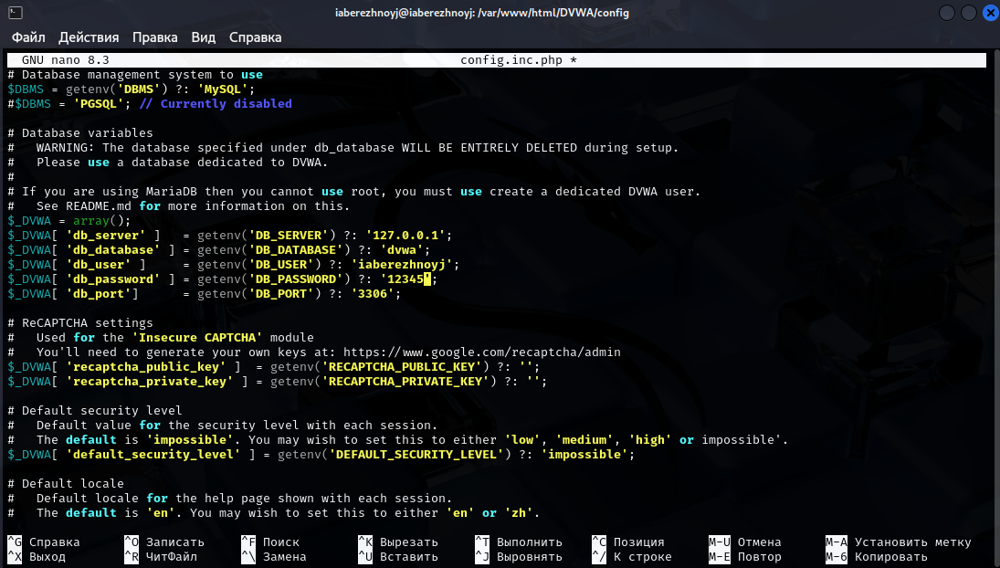 iaberezhnoyj@iaberezhnoyj: /var/www/html/DVWA/config
Файл Действия Правка Вид Справка
GNU nano 8.3 config.inc.php *
# Database management system to use
$DBMS = getenv('DBMS') ?: 'MySQL';
#$DBMS = 'PGSQL'; // Currently disabled
# Database variables
#   WARNING: The database specified under db_database WILL BE ENTIRELY DELETED during setup.
#   Please use a database dedicated to DVWA.
#
# If you are using MariaDB then you cannot use root, you must use create a dedicated DVWA user.
#   See README.md for more information on this.
$_DVWA = array();
$_DVWA[ 'db_server' ]   = getenv('DB_SERVER') ?: '127.0.0.1';
$_DVWA[ 'db_database' ] = getenv('DB_DATABASE') ?: 'dvwa';
$_DVWA[ 'db_user' ]     = getenv('DB_USER') ?: 'iaberezhnoyj';
$_DVWA[ 'db_password' ] = getenv('DB_PASSWORD') ?: '12345';
$_DVWA[ 'db_port']      = getenv('DB_PORT') ?: '3306';
# ReCAPTCHA settings
#   Used for the 'Insecure CAPTCHA' module
#   You'll need to generate your own keys at: https://www.google.com/recaptcha/admin
$_DVWA[ 'recaptcha_public_key' ]  = getenv('RECAPTCHA_PUBLIC_KEY') ?: '';
$_DVWA[ 'recaptcha_private_key' ] = getenv('RECAPTCHA_PRIVATE_KEY') ?: '';
# Default security level
#   Default value for the security level with each session.
#   The default is 'impossible'. You may wish to set this to either 'low', 'medium', 'high' or impossible'.
$_DVWA[ 'default_security_level' ] = getenv('DEFAULT_SECURITY_LEVEL') ?: 'impossible';
# Default locale
#   Default locale for the help page shown with each session.
#   The default is 'en'. You may wish to set this to either 'en' or 'zh'.
^G Справка ^O Записать ^F Поиск ^K Вырезать ^T Выполнить ^C Позиция M-U Отмена M-A Установить метку
^X Выход ^R ЧитФайл ^\ Замена ^U Вставить ^J Выровнять ^/ К строке M-E Повтор M-6 Копировать